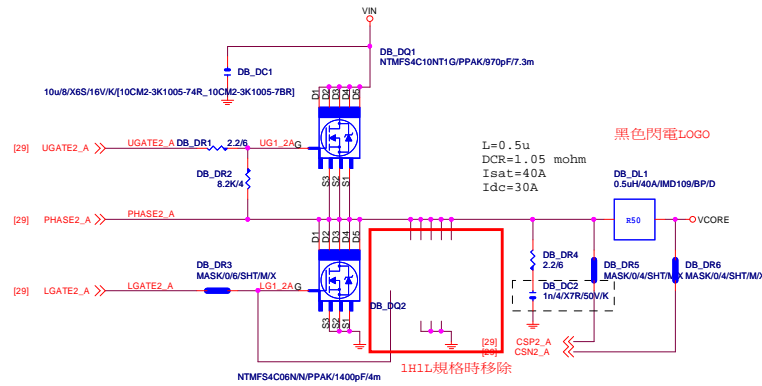 VIN
DB_DQ1
NTMFS4C10NT1G/PPAK/970pF/7.3m
DB_DC1
10u/8/X6S/16V/K/[10CM2-3K1005-74R_10CM2-3K1005-7BR]
D1 D2 D3 D4 D5
黑色閃電LOGO
[29] UGATE2_A UGATE2_A DB_DR1 2.2/6 UG1_2A G
L=0.5u
DCR=1.05 mohm
Isat=40A
Idc=30A
DB_DR2
8.2K/4
S3 S2 S1
DB_DL1
0.5uH/40A/IMD109/BP/D
[29] PHASE2_A PHASE2_A
R50
VCORE
D1 D2 D3 D4 D5
DB_DR3
MASK/0/6/SHT/M/X
DB_DR4
2.2/6
DB_DR5
MASK/0/4/SHT/M/X
DB_DR6
MASK/0/4/SHT/M/X
[29] LGATE2_A LGATE2_A LG1_2A G
DB_DC2
1n/4/X7R/50V/K
DB_DQ2
S3 S2 S1
[29] CSP2_A
[29] CSN2_A
1H1L規格時移除
NTMFS4C06N/N/PPAK/1400pF/4m